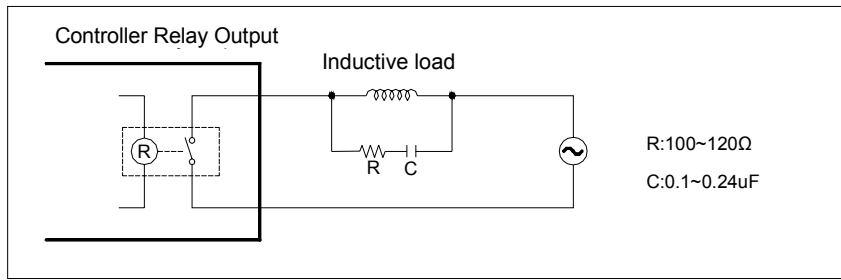 Controller Relay Output
Inductive load
R
R
C
R:100~120Ω
C:0.1~0.24uF